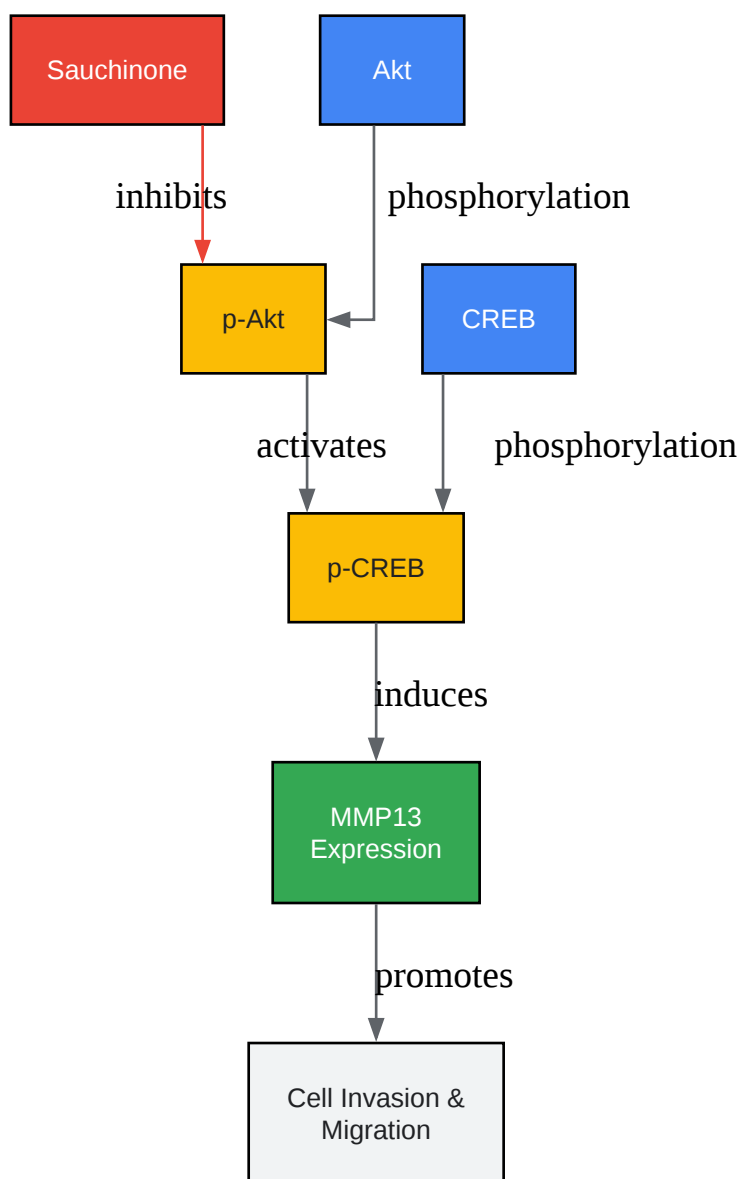 Sauchinone
Akt
inhibits
phosphorylation
p-Akt
CREB
activates
phosphorylation
p-CREB
induces
MMP13
Expression
promotes
Cell Invasion &
Migration